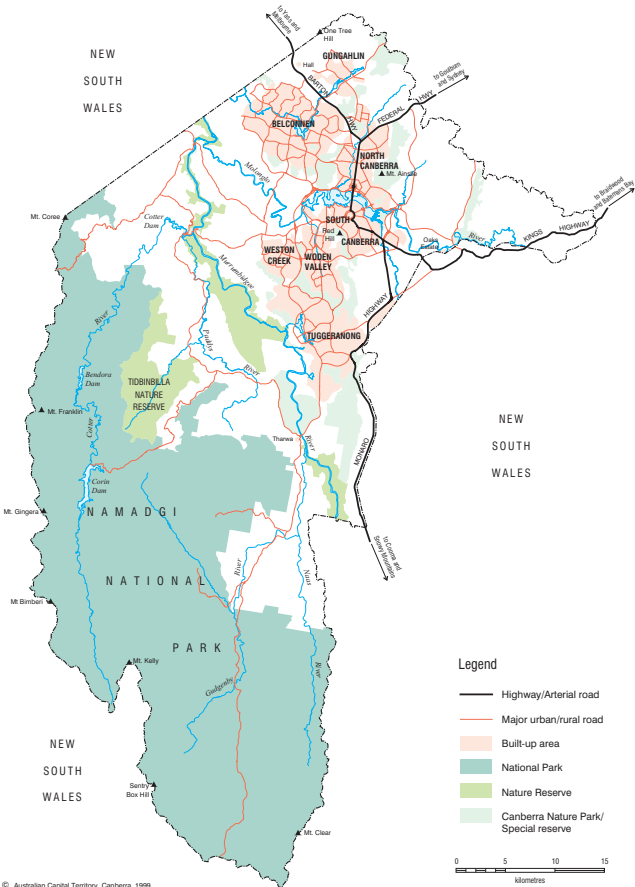 to Yass and
Melbourne
One Tree
Hill
NEW
SOUTH
WALES
GUNGAHLIN
Hall
BARTON
HWY
to Goulburn
and Sydney
FEDERAL
HWY
BELCONNEN
NORTH
CANBERRA
Mt. Ainslie
Molonglo
to Braidwood
and Batemans Bay
Mt. Coree
Cotter
Dam
SOUTH
CANBERRA
Red
Hill
Oaks
Estate
River
KINGS
HIGHWAY
WESTON
CREEK
WODEN
VALLEY
Murrumbidgee
HIGHWAY
River
Paddys
River
TUGGERANONG
Bendora
Dam
TIDBINBILLA
NATURE
RESERVE
Mt. Franklin
Cotter
Tharwa
River
MONARO
NEW
SOUTH
WALES
Corin
Dam
Mt. Gingera
NAMADGI
to Cooma and
Snowy Mountains
NATIONAL
River
Naas
Mt Bimberi
PARK
Mt. Kelly
Gudgenby
River
NEW
SOUTH
WALES
Sentry
Box Hill
Mt. Clear
Legend
Highway/Arterial road
Major urban/rural road
Built-up area
National Park
Nature Reserve
Canberra Nature Park/
Special reserve
0 5 10 15
kilometres
© Australian Capital Territory, Canberra, 1999